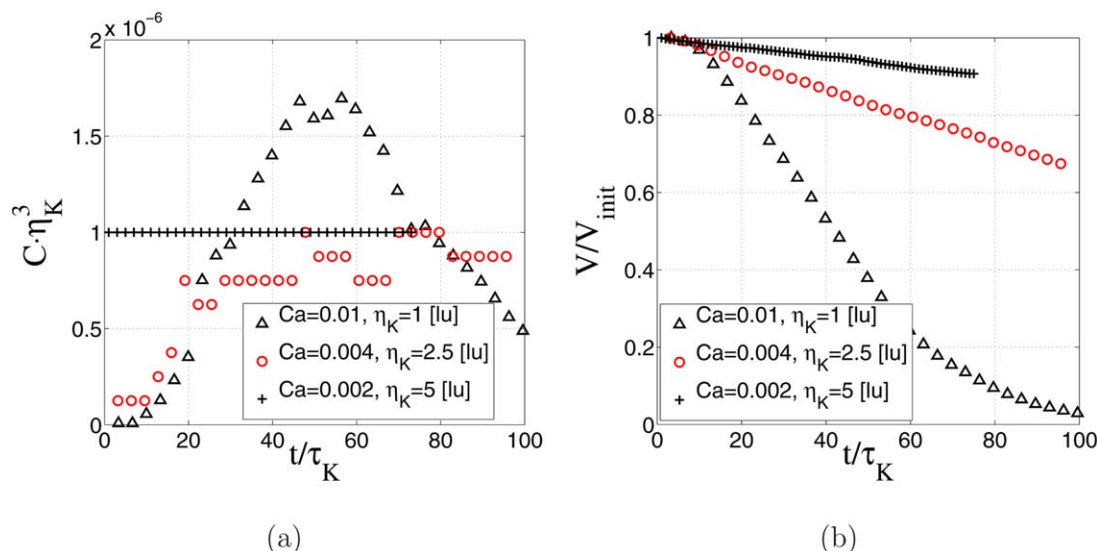 x 10⁻⁶
2
1.5
1
0.5
0
C·η³_K
Ca=0.01, η_K=1 [lu]
Ca=0.004, η_K=2.5 [lu]
Ca=0.002, η_K=5 [lu]
0 20 40 60 80 100
t/τ_K
(a)
1
0.8
0.6
0.4
0.2
0
V/V_init
Ca=0.01, η_K=1 [lu]
Ca=0.004, η_K=2.5 [lu]
Ca=0.002, η_K=5 [lu]
0 20 40 60 80 100
t/τ_K
(b)